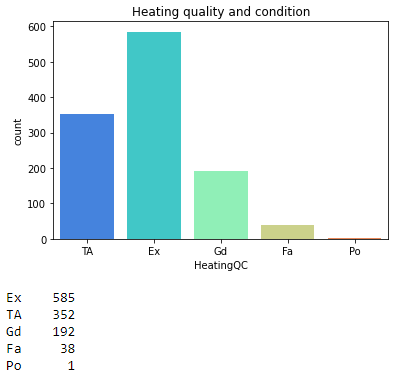 Heating quality and condition
600
500
400
300
200
100
0
count
TA Ex Gd Fa Po
HeatingQC
Ex 585
TA 352
Gd 192
Fa 38
Po 1